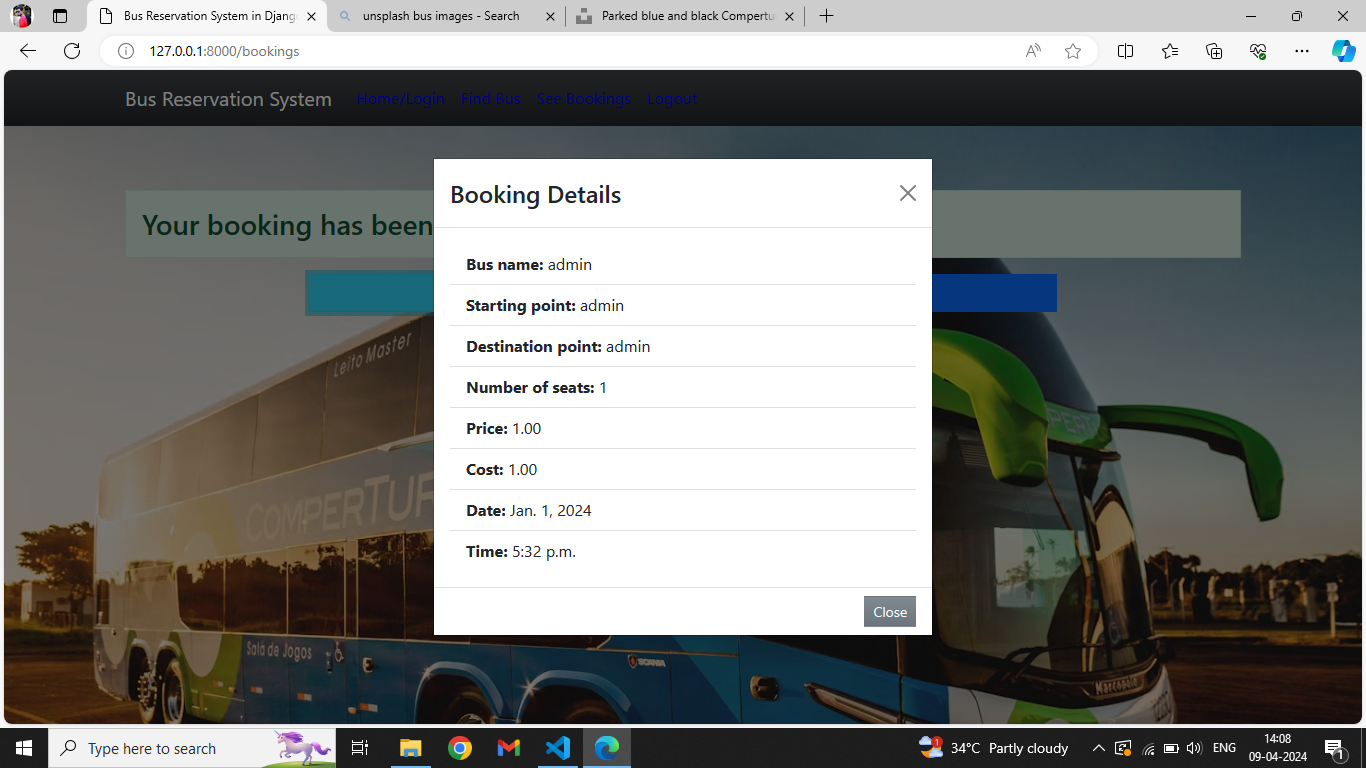 Bus Reservation System in Djang
unsplash bus images - Search
Parked blue and black Compertu
127.0.0.1:8000/bookings
Bus Reservation System
Home/Login
Find Bus
See Bookings
Logout
Your booking has been
Booking Details
Bus name: admin
Starting point: admin
Destination point: admin
Number of seats: 1
Price: 1.00
Cost: 1.00
Date: Jan. 1, 2024
Time: 5:32 p.m.
Close
Leito Master
COMPERTUR
Salã de Jogos
SCANIA
Marcopolo
Type here to search
1
34°C Partly cloudy
ENG
14:08
09-04-2024
1